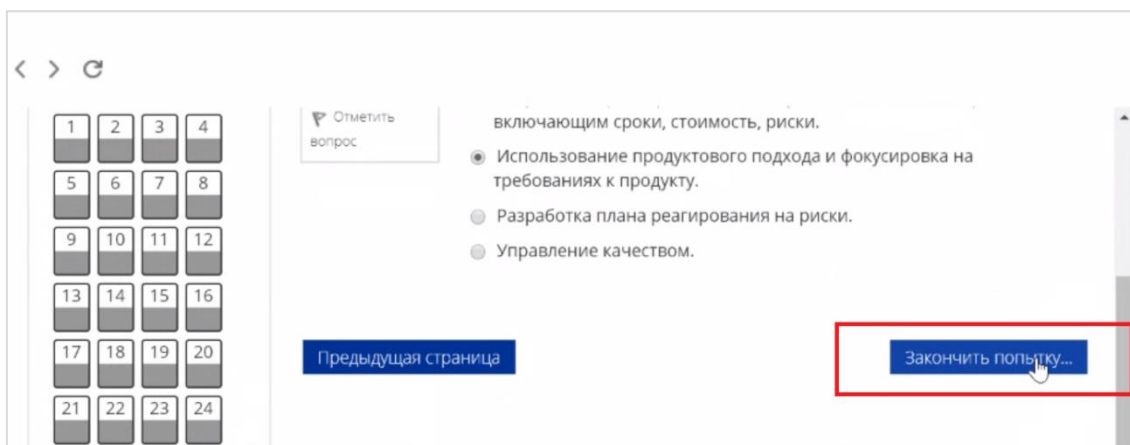 1 2 3 4
5 6 7 8
9 10 11 12
13 14 15 16
17 18 19 20
21 22 23 24
Отметить
вопрос
включающим сроки, стоимость, риски.
Использование продуктового подхода и фокусировка на
требованиях к продукту.
Разработка плана реагирования на риски.
Управление качеством.
Предыдущая страница
Закончить попытку...